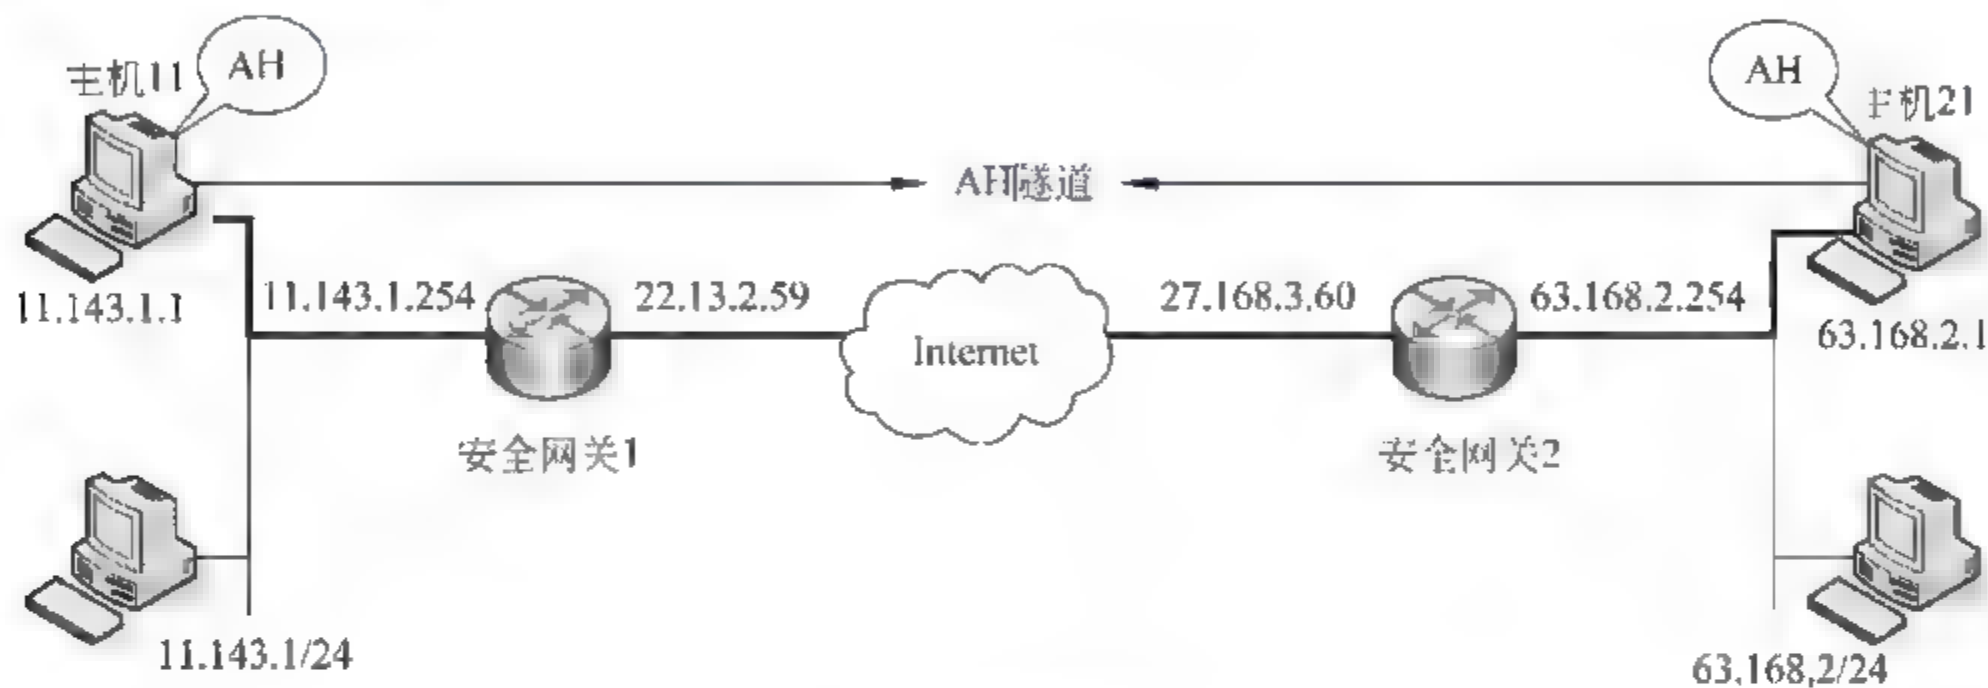 主机11
AH
AH
主机21
AH隧道
11.143.1.1
11.143.1.254
22.13.2.59
Internet
27.168.3.60
63.168.2.254
63.168.2.1
安全网关1
安全网关2
11.143.1/24
63,168,2/24